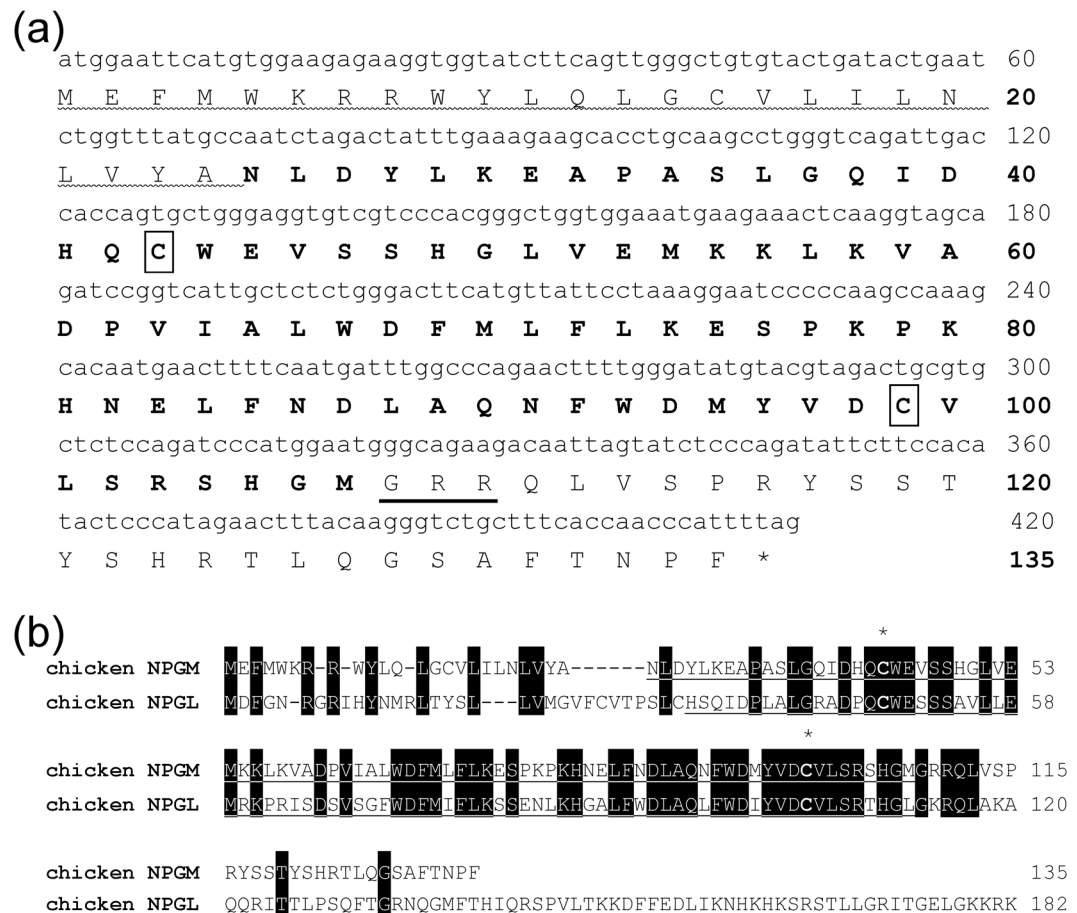 (a)
atggaattcatgtggaagagaaggtggtatcttcagttgggctgtgtactgatactgaat 60
M E F M W K R R W Y L Q L G C V L I L N 20
ctggtttatgccaatctagactatttgaaagaagcacctgcaagcctgggtcagattgac 120
L V Y A N L D Y L K E A P A S L G Q I D 40
caccagtgctgggaggtgtcgtcccacgggctggtggaaatgaagaaactcaaggtagca 180
H Q C W E V S S H G L V E M K K L K V A 60
gatccggtcattgctctctgggacttcatgttattcctaaaggaatcccccaagccaaag 240
D P V I A L W D F M L F L K E S P K P K 80
cacaatgaacttttcaatgatttggcccagaacttttgggatatgtacgtagactgcgtg 300
H N E L F N D L A Q N F W D M Y V D C V 100
ctctccagatcccatggaatgggcagaagacaattagtatctcccagatattcttccaca 360
L S R S H G M G R R Q L V S P R Y S S T 120
tactcccatagaactttacaagggtctgctttcaccaacccattttag 420
Y S H R T L Q G S A F T N P F * 135
(b)
*
chicken NPGM MEFMWKR-R-WYLQ-LGCVLILNLVYA------NLDYLKEAPASLGQIDHQCWEVSSHGLVE 53
chicken NPGL MDFGN-RGRIHYNMRLTYSL---LVMGVFCVTPSLCHSQIDPLALGRADPQCWESSSAVLLE 58
*
chicken NPGM MKKLKVADPVIALWDFMLFLKESPKPKHNELFNDLAQNFWDMYVDCVLSRSHGMGRRQLVSP 115
chicken NPGL MRKPRISDSVSGFWDFMIFLKSSENLKHGALFWDLAQLFWDIYVDCVLSRTHGLGKRQLAKA 120
chicken NPGM RYSSTYSHRTLQGSAFTNPF 135
chicken NPGL QQRITTLPSQFTGRNQGMFTHIQRSPVLTKKDFFEDLIKNHKHKSRSTLLGRITGELGKKRK 182